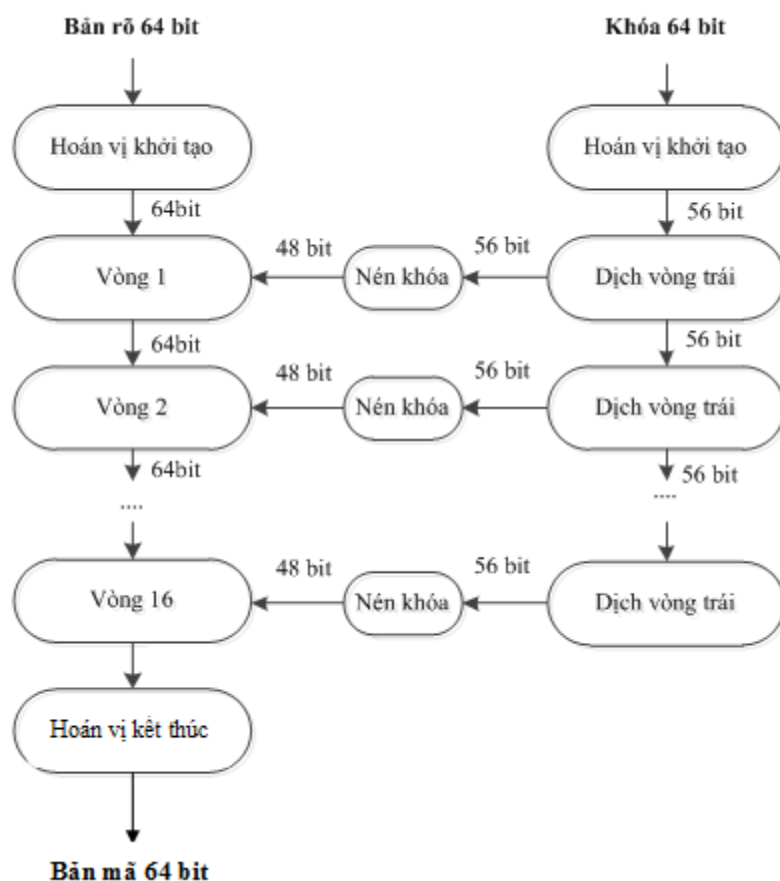 Bản rõ 64 bit
Khóa 64 bit
Hoán vị khởi tạo
Hoán vị khởi tạo
64bit
56 bit
Vòng 1
48 bit
Nén khóa
56 bit
Dịch vòng trái
64bit
56 bit
Vòng 2
48 bit
Nén khóa
56 bit
Dịch vòng trái
64bit
56 bit
....
....
Vòng 16
48 bit
Nén khóa
56 bit
Dịch vòng trái
Hoán vị kết thúc
Bản mã 64 bit